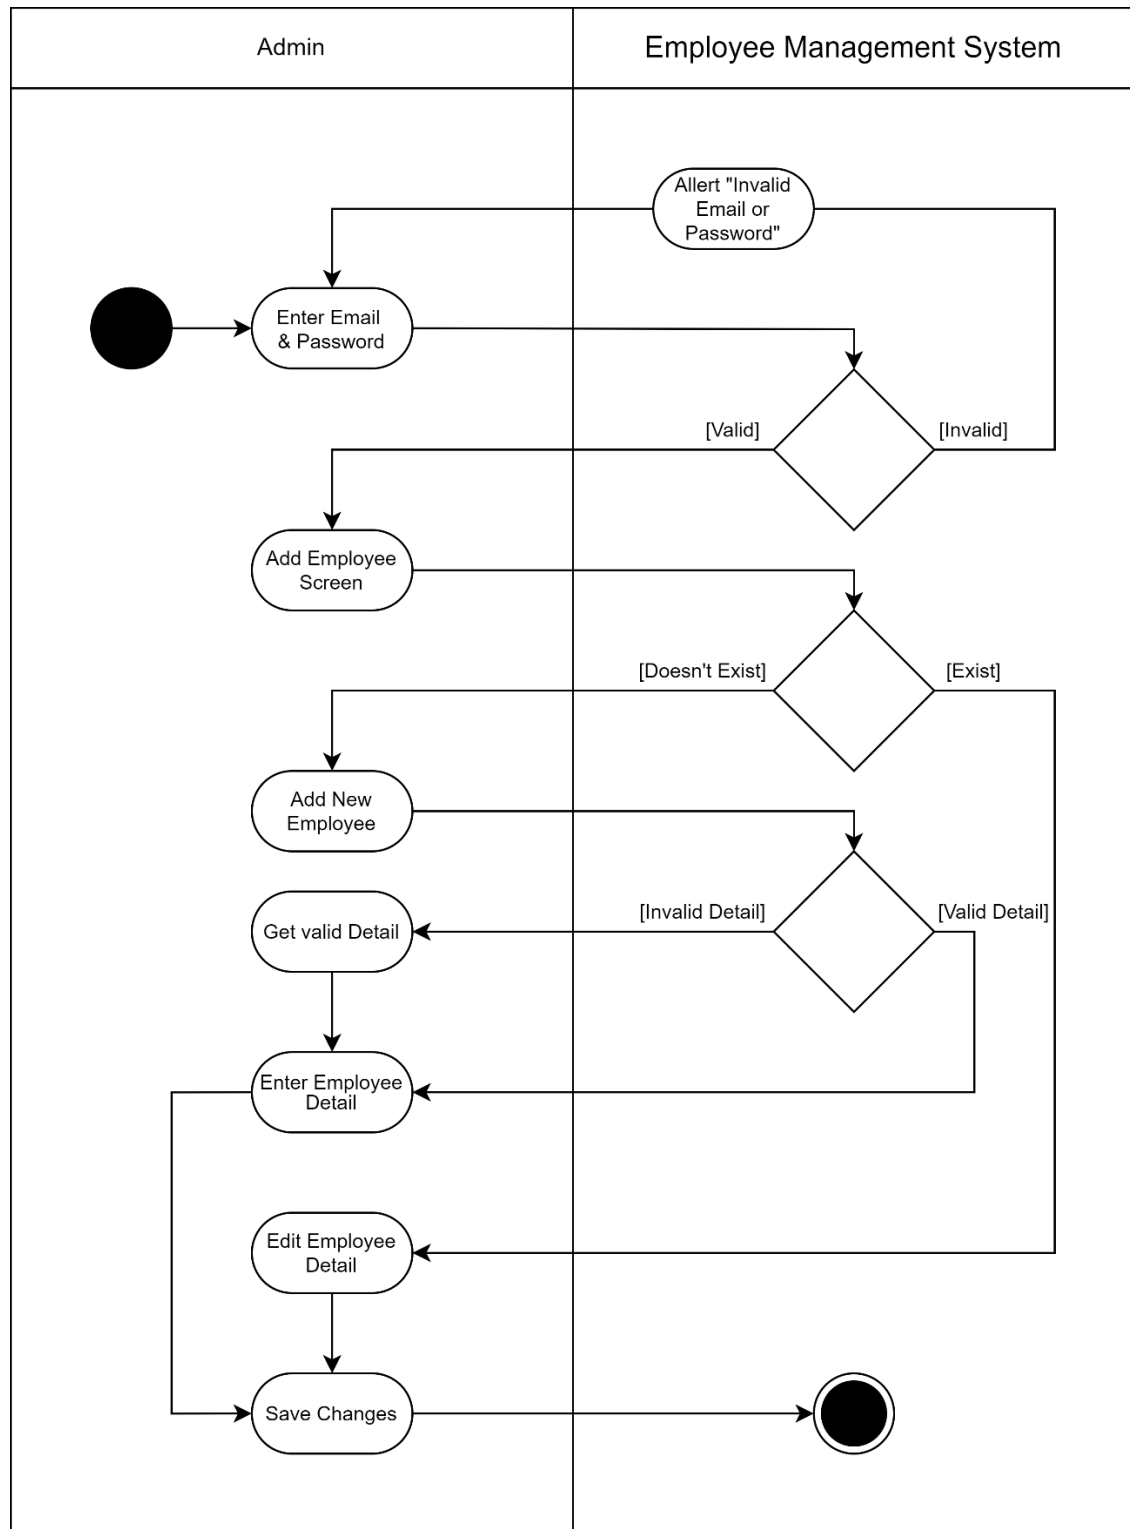 Admin
Employee Management System
Allert "Invalid
Email or
Password"
Enter Email
& Password
[Valid]
[Invalid]
Add Employee
Screen
[Doesn't Exist]
[Exist]
Add New
Employee
[Invalid Detail]
[Valid Detail]
Get valid Detail
Enter Employee
Detail
Edit Employee
Detail
Save Changes